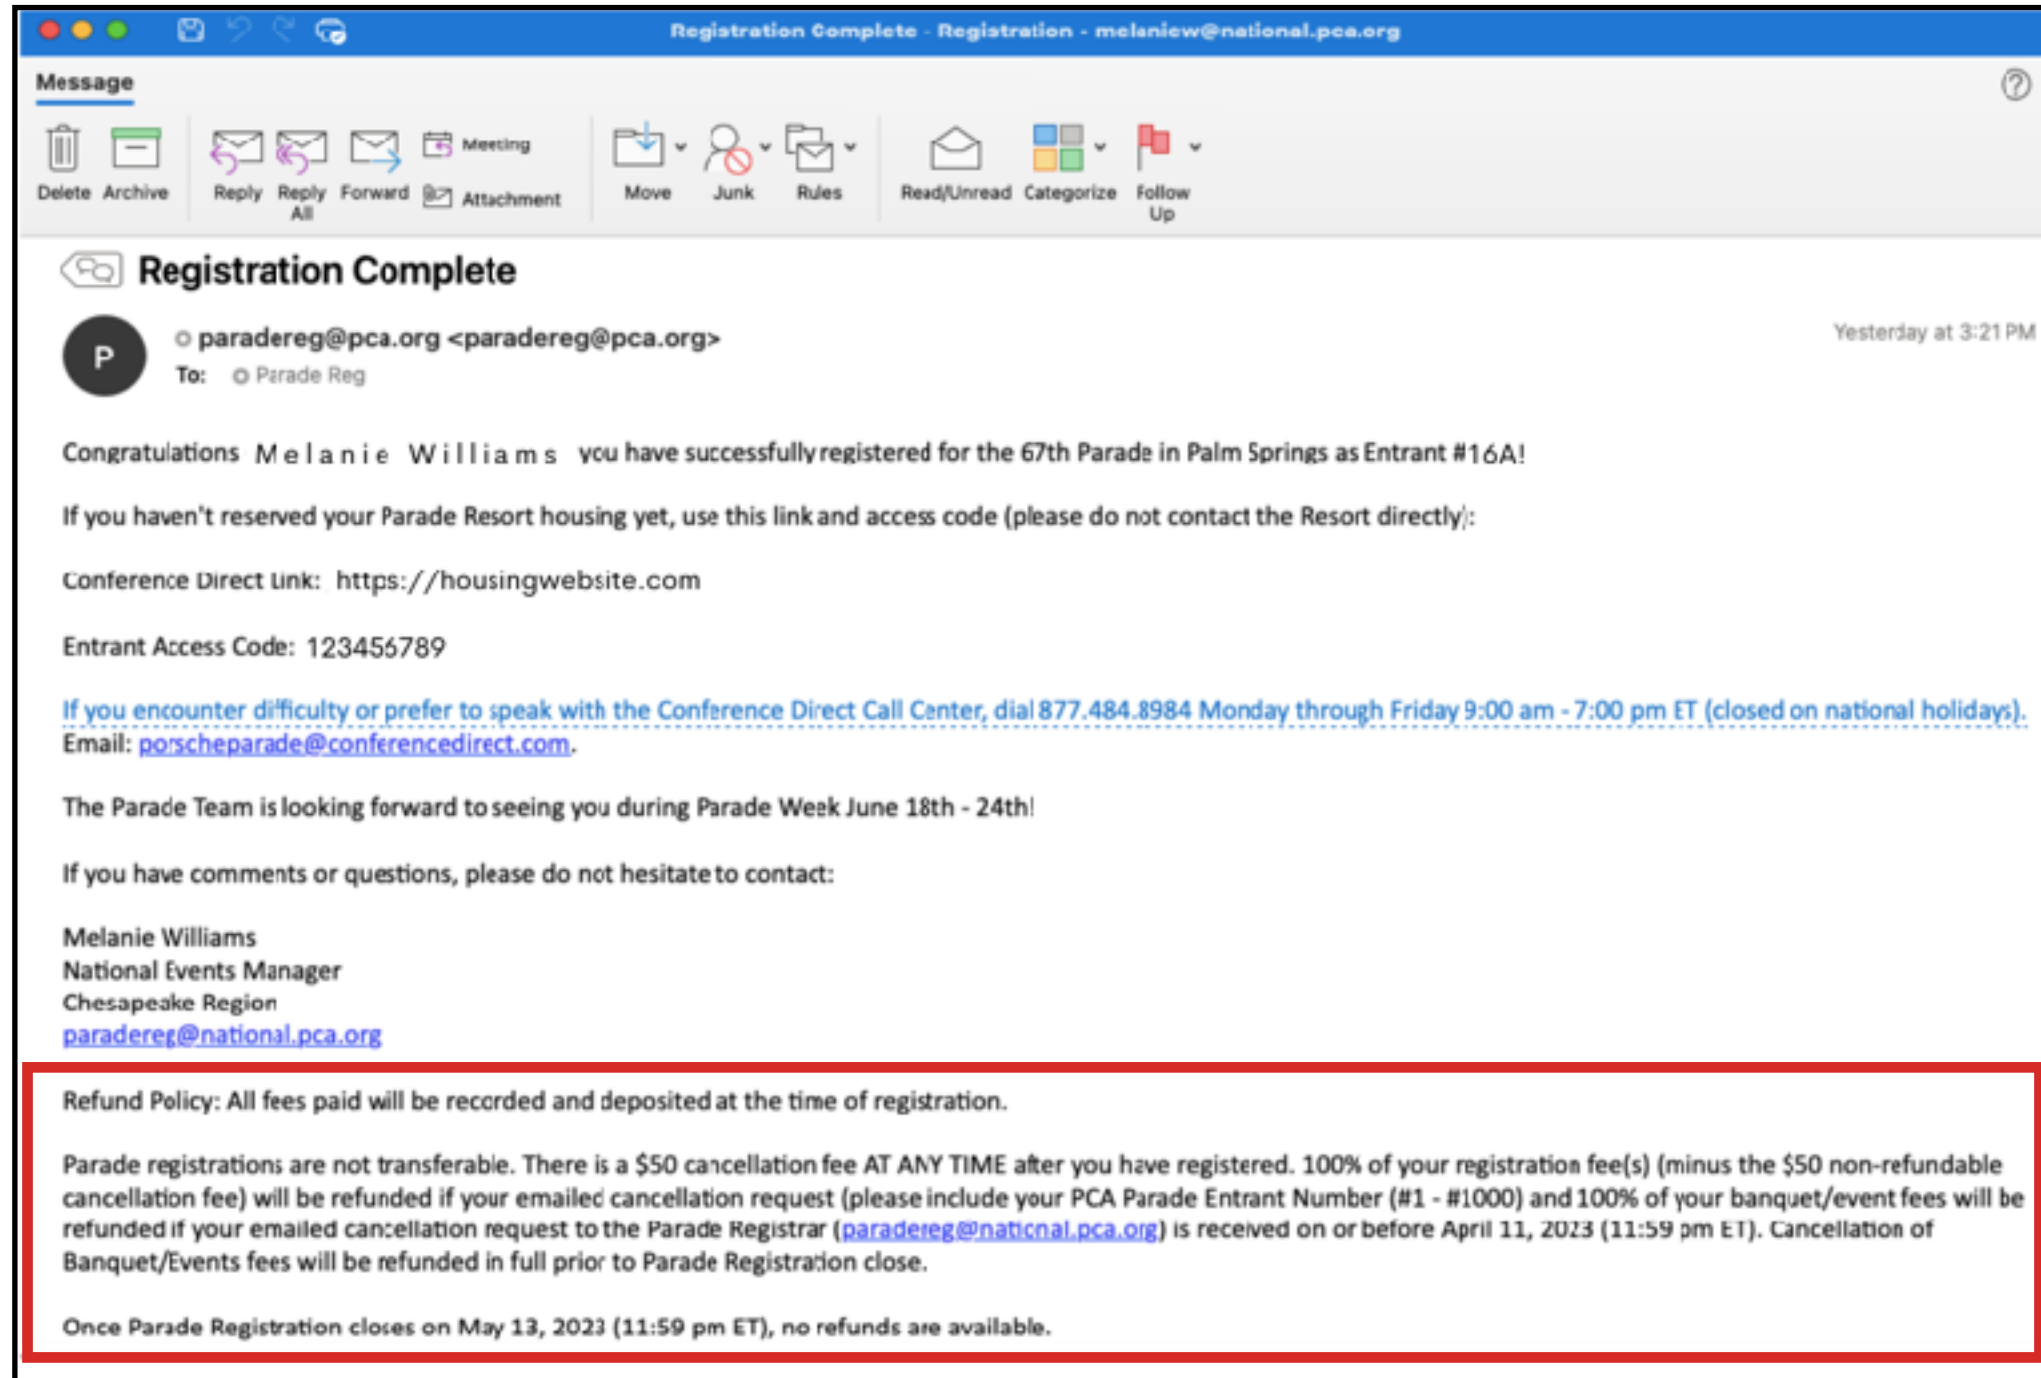 Registration Complete - Registration - melaniew@national.pca.org
Message
Delete Archive Reply Reply All Forward Meeting Attachment Move Junk Rules Read/Unread Categorize Follow Up
Registration Complete
P
paradereg@pca.org <paradereg@pca.org>
Yesterday at 3:21 PM
To: Parade Reg
Congratulations Melanie Williams you have successfully registered for the 67th Parade in Palm Springs as Entrant #16A!
If you haven't reserved your Parade Resort housing yet, use this link and access code (please do not contact the Resort directly):
Conference Direct Link: https://housingwebsite.com
Entrant Access Code: 123456789
If you encounter difficulty or prefer to speak with the Conference Direct Call Center, dial 877.484.8984 Monday through Friday 9:00 am - 7:00 pm ET (closed on national holidays).
Email: porscheparade@conferencedirect.com.
The Parade Team is looking forward to seeing you during Parade Week June 18th - 24th!
If you have comments or questions, please do not hesitate to contact:
Melanie Williams
National Events Manager
Chesapeake Region
paradereg@national.pca.org
Refund Policy: All fees paid will be recorded and deposited at the time of registration.
Parade registrations are not transferable. There is a $50 cancellation fee AT ANY TIME after you have registered. 100% of your registration fee(s) (minus the $50 non-refundable
cancellation fee) will be refunded if your emailed cancellation request (please include your PCA Parade Entrant Number (#1 - #1000) and 100% of your banquet/event fees will be
refunded if your emailed cancellation request to the Parade Registrar (paradereg@national.pca.org) is received on or before April 11, 2023 (11:59 pm ET). Cancellation of
Banquet/Events fees will be refunded in full prior to Parade Registration close.
Once Parade Registration closes on May 13, 2023 (11:59 pm ET), no refunds are available.